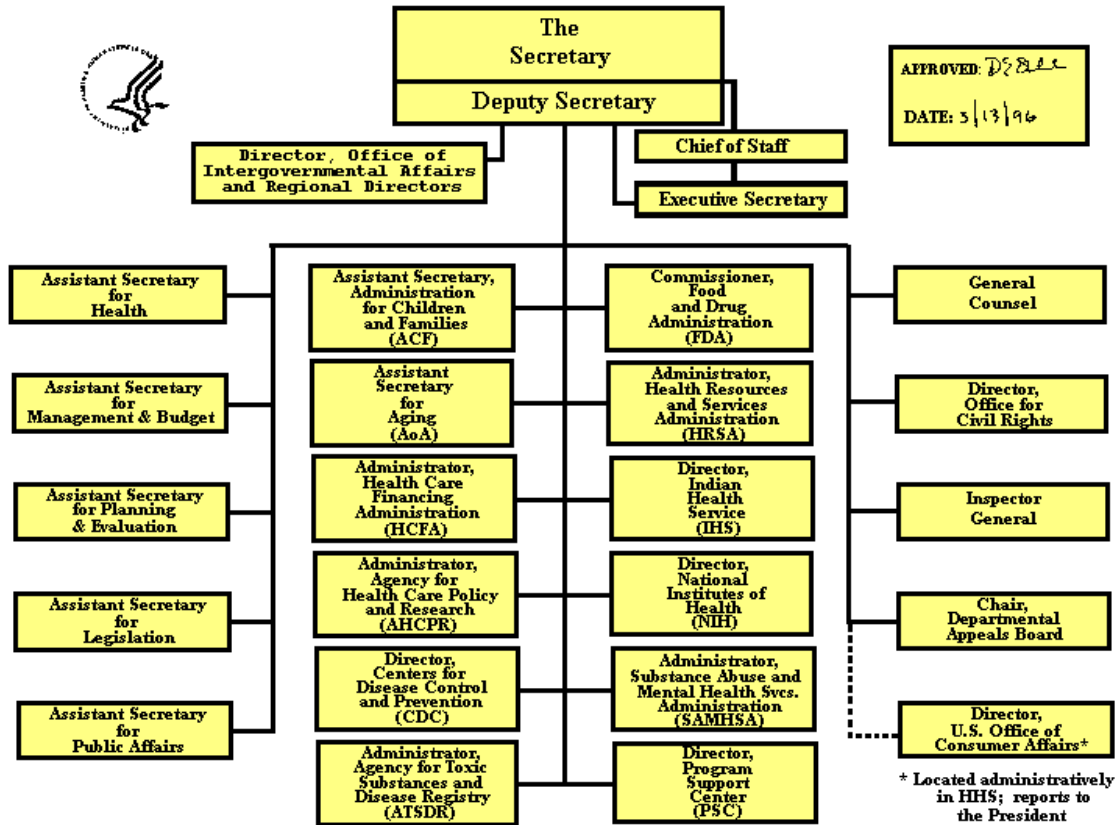 The
Secretary
Deputy Secretary
APPROVED:
DATE: 3/13/96
Director, Office of
Intergovernmental Affairs
and Regional Directors
Chief of Staff
Executive Secretary
Assistant Secretary
for
Health
Assistant Secretary
for
Management & Budget
Assistant Secretary
for Planning
& Evaluation
Assistant Secretary
for
Legislation
Assistant Secretary
for
Public Affairs
Assistant Secretary,
Administration
for Children
and Families
(ACF)
Assistant
Secretary
for
Aging
(AoA)
Administrator,
Health Care
Financing
Administration
(HCFA)
Administrator,
Agency for
Health Care Policy
and Research
(AHCPR)
Director,
Centers for
Disease Control
and Prevention
(CDC)
Administrator,
Agency for Toxic
Substances and
Disease Registry
(ATSDR)
Commissioner,
Food
and Drug
Administration
(FDA)
Administrator,
Health Resources
and Services
Administration
(HRSA)
Director,
Indian
Health
Service
(IHS)
Director,
National
Institutes of
Health
(NIH)
Administrator,
Substance Abuse and
Mental Health Svcs.
Administration
(SAMHSA)
Director,
Program
Support
Center
(PSC)
General
Counsel
Director,
Office for
Civil Rights
Inspector
General
Chair,
Departmental
Appeals Board
Director,
U.S. Office of
Consumer Affairs*
* Located administratively
in HHS; reports to
the President